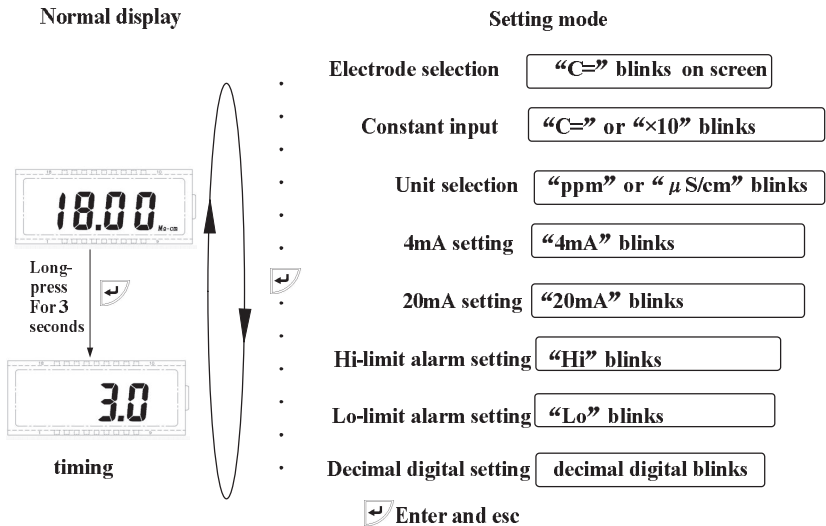 Normal display
Setting mode
Electrode selection “C=” blinks on screen
Constant input “C=” or “×10” blinks
Unit selection “ppm” or “μS/cm” blinks
18.00 MΩ-cm
4mA setting “4mA” blinks
Long-
press
For 3
seconds
20mA setting “20mA” blinks
Hi-limit alarm setting “Hi” blinks
3.0
Lo-limit alarm setting “Lo” blinks
timing
Decimal digital setting decimal digital blinks
Enter and esc